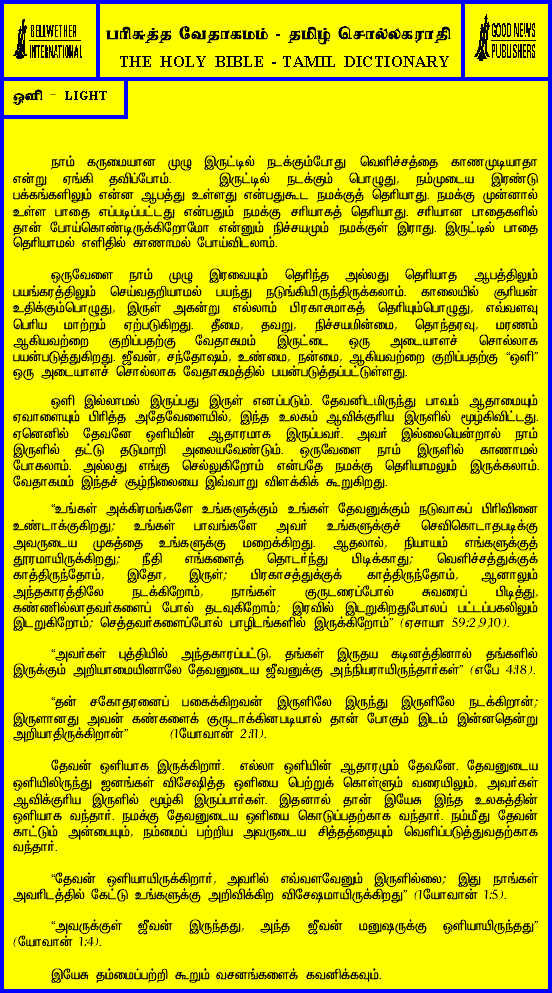 BELLWETHER
INTERNATIONAL
பரிசுத்த வேதாகமம் - தமிழ் சொல்லகராதி
THE HOLY BIBLE - TAMIL DICTIONARY
GOOD NEWS
PUBLISHERS
ஒளி - LIGHT
நாம் கருமையான முழு இருட்டில் நடக்கும்போது வெளிச்சத்தை காணமுடியாதா
என்று ஏங்கி தவிப்போம். இருட்டில் நடக்கும் பொழுது, நம்முடைய இரண்டு
பக்கங்களிலும் என்ன ஆபத்து உள்ளது என்பதுகூட நமக்குத் தெரியாது. நமக்கு முன்னால்
உள்ள பாதை எப்படிப்பட்டது என்பதும் நமக்கு சரியாகத் தெரியாது. சரியான பாதைகளில்
தான் போய்கொண்டிருக்கிறோமோ என்னும் நிச்சயமும் நமக்குள் இராது. இருட்டில் பாதை
தெரியாமல் எளிதில் காணாமல் போய்விடலாம்.
ஒருவேளை நாம் முழு இரவையும் தெரிந்த அல்லது தெரியாத ஆபத்திலும்
பயங்கரத்திலும் செய்வதறியாமல் பயந்து நடுங்கியிருந்திருக்கலாம். காலையில் சூரியன்
உதிக்கும்பொழுது, இருள் அகன்று எல்லாம் பிரகாசமாகத் தெரியும்பொழுது, எவ்வளவு
பெரிய மாற்றம் ஏற்படுகிறது. தீமை, தவறு, நிச்சயமின்மை, தொந்தரவு, மரணம்
ஆகியவற்றை குறிப்பதற்கு வேதாகமம் இருட்டை ஒரு அடையாளச் சொல்லாக
பயன்படுத்துகிறது. ஜீவன், சந்தோஷம், உண்மை, நன்மை, ஆகியவற்றை குறிப்பதற்கு “ஒளி”
ஒரு அடையாளச் சொல்லாக வேதாகமத்தில் பயன்படுத்தப்பட்டுள்ளது.
ஒளி இல்லாமல் இருப்பது இருள் எனப்படும். தேவனிடமிருந்து பாவம் ஆதாமையும்
ஏவாளையும் பிரித்த அதேவேளையில், இந்த உலகம் ஆவிக்குரிய இருளில் மூழ்கிவிட்டது.
ஏனெனில் தேவனே ஒளியின் ஆதாரமாக இருப்பவர். அவர் இல்லையென்றால் நாம்
இருளில் தட்டு தடுமாறி அலையவேண்டும். ஒருவேளை நாம் இருளில் காணாமல்
போகலாம். அல்லது எங்கு செல்லுகிறோம் என்பதே நமக்கு தெரியாமலும் இருக்கலாம்.
வேதாகமம் இந்தச் சூழ்நிலையை இவ்வாறு விளக்கிக் கூறுகிறது.
“உங்கள் அக்கிரமங்களே உங்களுக்கும் உங்கள் தேவனுக்கும் நடுவாகப் பிரிவினை
உண்டாக்குகிறது; உங்கள் பாவங்களே அவர் உங்களுக்குச் செவிகொடாதபடிக்கு
அவருடைய முகத்தை உங்களுக்கு மறைக்கிறது. ஆதலால், நியாயம் எங்களுக்குத்
தூரமாயிருக்கிறது; நீதி எங்களைத் தொடர்ந்து பிடிக்காது; வெளிச்சத்துக்குக்
காத்திருந்தோம், இதோ, இருள்; பிரகாசத்துக்குக் காத்திருந்தோம், ஆனாலும்
அந்தகாரத்திலே நடக்கிறோம், நாங்கள் குருடரைப்போல் சுவரைப் பிடித்து,
கண்ணில்லாதவர்களைப் போல் தடவுகிறோம்; இரவில் இடறுகிறதுபோலப் பட்டப்பகலிலும்
இடறுகிறோம்; செத்தவர்களைப்போல் பாழிடங்களில் இருக்கிறோம்” (ஏசாயா 59:2,9,10).
“அவர்கள் புத்தியில் அந்தகாரப்பட்டு, தங்கள் இருதய கடினத்தினால் தங்களில்
இருக்கும் அறியாமையினாலே தேவனுடைய ஜீவனுக்கு அந்நியராயிருந்தார்கள்” (எபே 4:18).
“தன் சகோதரனைப் பகைக்கிறவன் இருளிலே இருந்து இருளிலே நடக்கிறான்;
இருளானது அவன் கண்களைக் குருடாக்கினபடியால் தான் போகும் இடம் இன்னதென்று
அறியாதிருக்கிறான்” (1யோவான் 2:11).
தேவன் ஒளியாக இருக்கிறார். எல்லா ஒளியின் ஆதாரமும் தேவனே. தேவனுடைய
ஒளியிலிருந்து ஜனங்கள் விசேஷித்த ஒளியை பெற்றுக் கொள்ளும் வரையிலும், அவர்கள்
ஆவிக்குரிய இருளில் மூழ்கி இருப்பார்கள். இதனால் தான் இயேசு இந்த உலகத்தின்
ஒளியாக வந்தார். நமக்கு தேவனுடைய ஒளியை கொடுப்பதற்காக வந்தார். நம்மீது தேவன்
காட்டும் அன்பையும், நம்மைப் பற்றிய அவருடைய சித்தத்தையும் வெளிப்படுத்துவதற்காக
வந்தார்.
“தேவன் ஒளியாயிருக்கிறார், அவரில் எவ்வளவேனும் இருளில்லை; இது நாங்கள்
அவரிடத்தில் கேட்டு உங்களுக்கு அறிவிக்கிற விசேஷமாயிருக்கிறது” (1யோவான் 1:5).
“அவருக்குள் ஜீவன் இருந்தது, அந்த ஜீவன் மனுஷருக்கு ஒளியாயிருந்தது”
(யோவான் 1:4).
இயேசு தம்மைப்பற்றி கூறும் வசனங்களைக் கவனிக்கவும்.